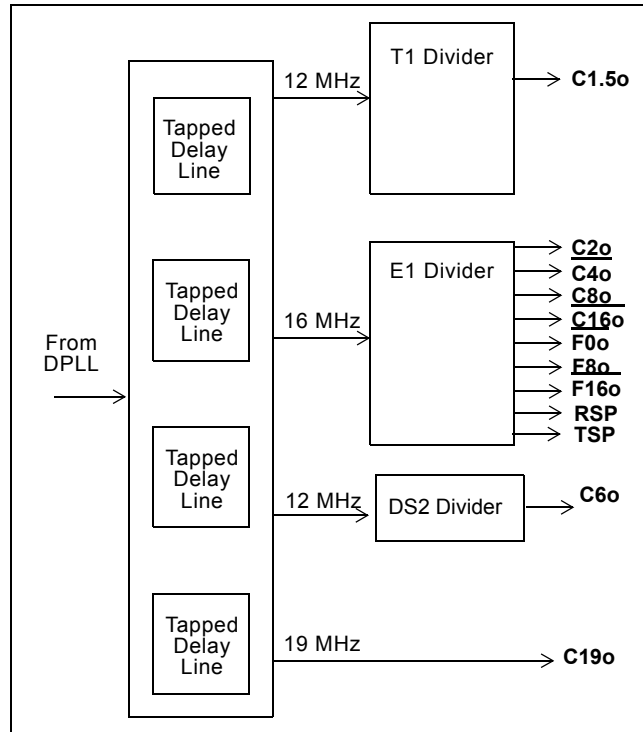 T1 Divider
12 MHz
C1.5o
Tapped
Delay
Line
E1 Divider
C2o
C4o
C8o
C16o
F0o
F8o
F16o
RSP
TSP
Tapped
Delay
Line
16 MHz
From
DPLL
Tapped
Delay
Line
12 MHz
DS2 Divider
C6o
Tapped
Delay
Line
19 MHz
C19o